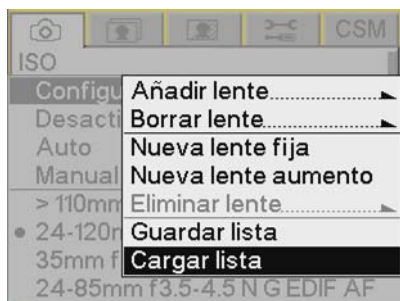 CSM
ISO
Configu
Añadir lente
Desacti
Borrar lente
Auto
Nueva lente fija
Manual
Nueva lente aumento
> 110mm
Eliminar lente
24-120m
Guardar lista
35mm f
Cargar lista
24-85mm f3.5-4.5 N G EDIF AF